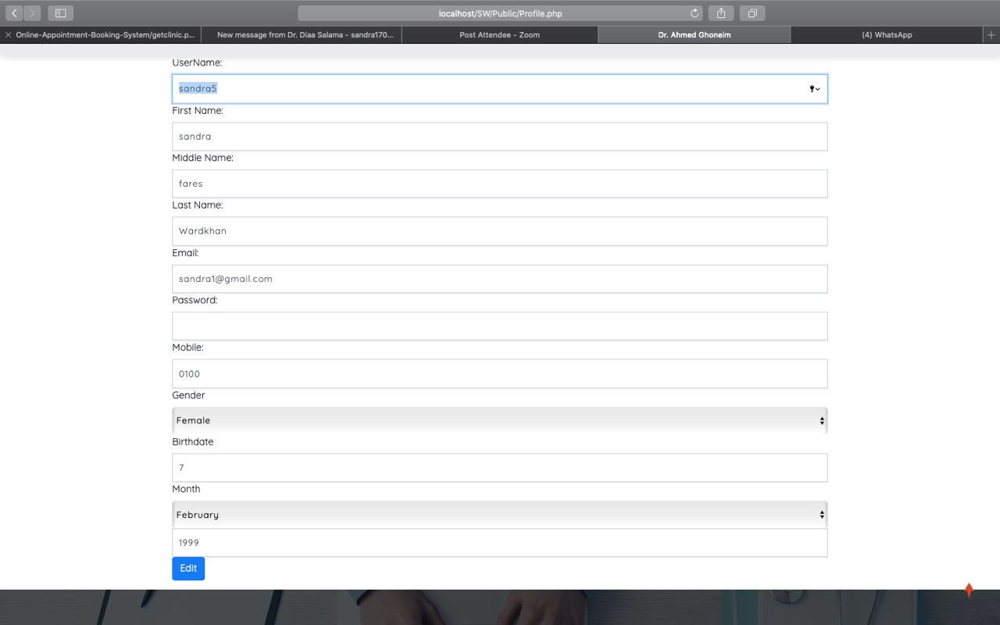 localhost/SW/Public/Profile.php
Online-Appointment-Booking-System/getclinic.p...
New message from Dr. Diaa Salama - sandra170...
Post Attendee - Zoom
Dr. Ahmed Ghoneim
(4) WhatsApp
UserName:
sandra5
First Name:
sandra
Middle Name:
fares
Last Name:
Wardkhan
Email:
sandra1@gmail.com
Password:
Mobile:
0100
Gender
Female
Birthdate
7
Month
February
1999
Edit